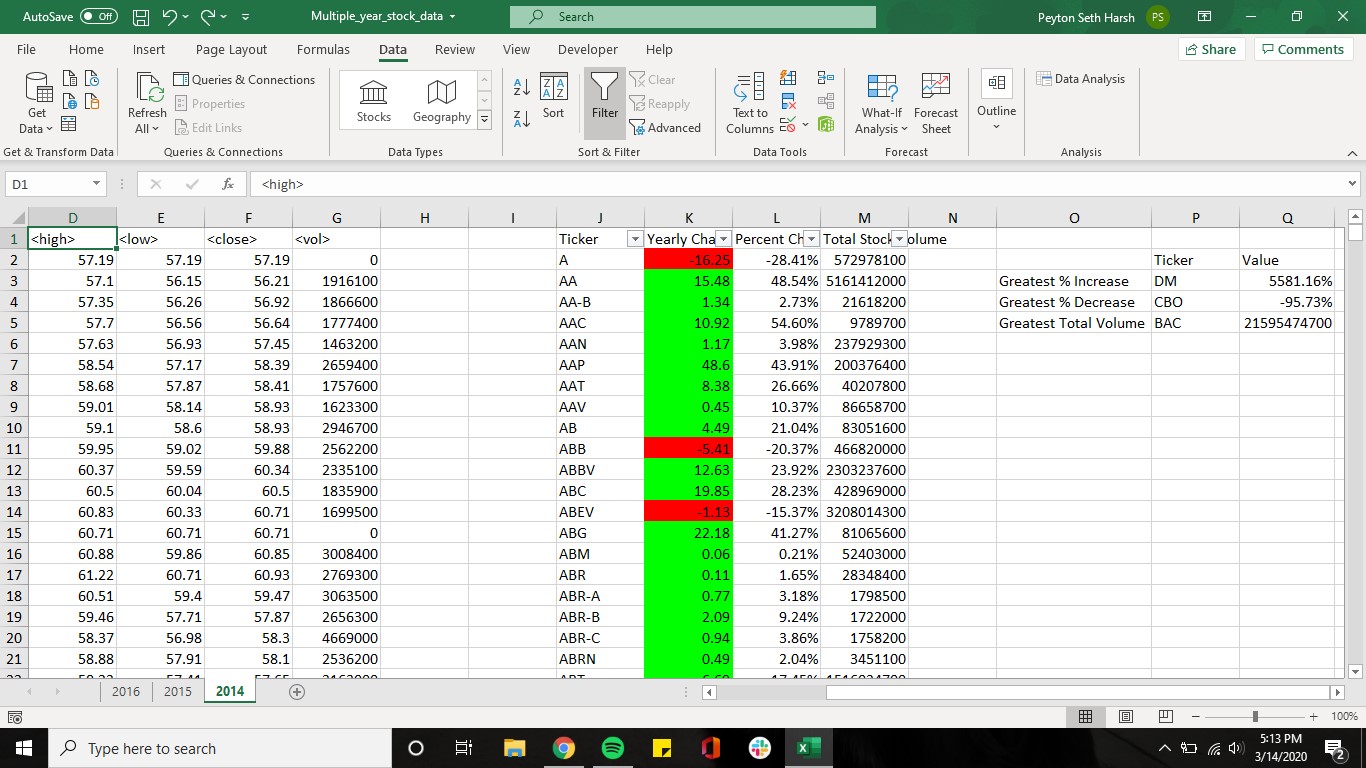 AutoSave Off Multiple_year_stock_data Search Peyton Seth Harsh PS
File Home Insert Page Layout Formulas Data Review View Developer Help Share Comments
Get Data Refresh All Queries & Connections Properties Edit Links Stocks Geography Sort Filter Clear Reapply Advanced Text to Columns What-If Analysis Forecast Sheet Outline Data Analysis
Get & Transform Data Queries & Connections Data Types Sort & Filter Data Tools Forecast Analysis
D1 fx <high>
D E F G H I J K L M N O P Q
1 <high> <low> <close> <vol> Ticker Yearly Cha Percent Ch Total Stock olume
2 57.19 57.19 57.19 0 A -16.25 -28.41% 572978100 Ticker Value
3 57.1 56.15 56.21 1916100 AA 15.48 48.54% 5161412000 Greatest % Increase DM 5581.16%
4 57.35 56.26 56.92 1866600 AA-B 1.34 2.73% 21618200 Greatest % Decrease CBO -95.73%
5 57.7 56.56 56.64 1777400 AAC 10.92 54.60% 9789700 Greatest Total Volume BAC 21595474700
6 57.63 56.93 57.45 1463200 AAN 1.17 3.98% 237929300
7 58.54 57.17 58.39 2659400 AAP 48.6 43.91% 200376400
8 58.68 57.87 58.41 1757600 AAT 8.38 26.66% 40207800
9 59.01 58.14 58.93 1623300 AAV 0.45 10.37% 86658700
10 59.1 58.6 58.93 2946700 AB 4.49 21.04% 83051600
11 59.95 59.02 59.88 2562200 ABB -5.41 -20.37% 466820000
12 60.37 59.59 60.34 2335100 ABBV 12.63 23.92% 2303237600
13 60.5 60.04 60.5 1835900 ABC 19.85 28.23% 428969000
14 60.83 60.33 60.71 1699500 ABEV -1.13 -15.37% 3208014300
15 60.71 60.71 60.71 0 ABG 22.18 41.27% 81065600
16 60.88 59.86 60.85 3008400 ABM 0.06 0.21% 52403000
17 61.22 60.71 60.93 2769300 ABR 0.11 1.65% 28348400
18 60.51 59.4 59.47 3063500 ABR-A 0.77 3.18% 1798500
19 59.46 57.71 57.87 2656300 ABR-B 2.09 9.24% 1722000
20 58.37 56.98 58.3 4669000 ABR-C 0.94 3.86% 1758200
21 58.88 57.91 58.1 2536200 ABRN 0.49 2.04% 3451100
2016 2015 2014
100%
Type here to search 5:13 PM
3/14/2020 2